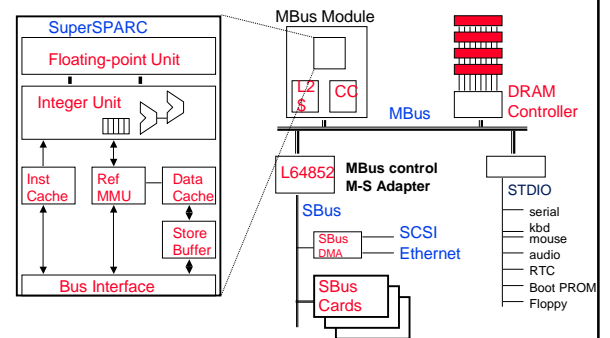 SuperSPARC
Floating-point Unit
Integer Unit
Inst
Cache
Ref
MMU
Data
Cache
Store
Buffer
Bus Interface
MBus Module
L2
$
CC
DRAM
Controller
MBus
L64852
MBus control
M-S Adapter
SBus
SBus
DMA
SCSI
Ethernet
SBus
Cards
STDIO
serial
kbd
mouse
audio
RTC
Boot PROM
Floppy